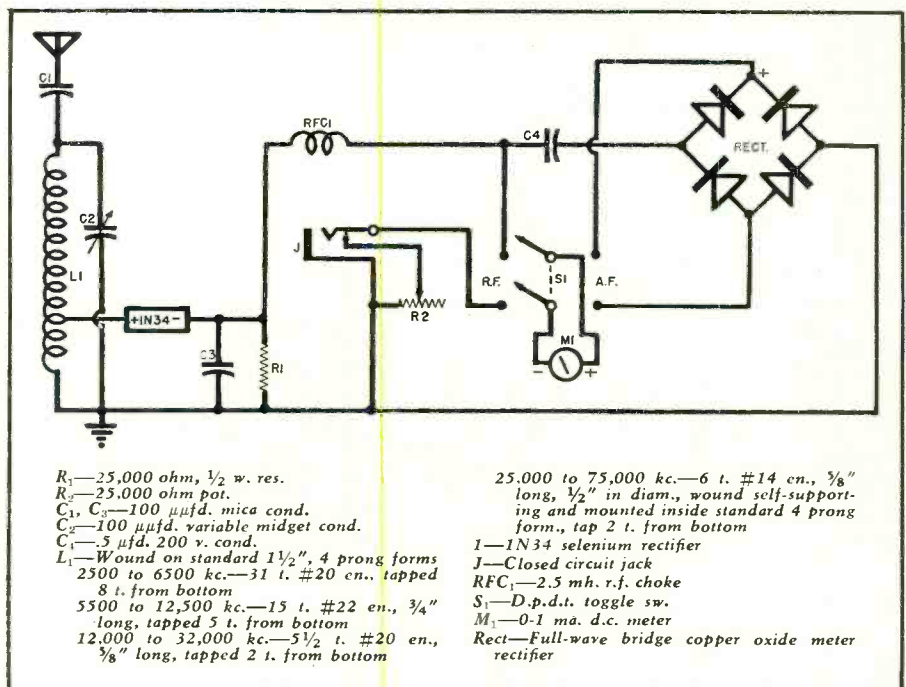 C1
RFC1
C4
+
RECT.
C2
J
L1
R.F.
S1
A.F.
+1N34-
R2
M1
- +
C3
R1
R₁—25,000 ohm, ½ w. res.
R₂—25.000 ohm pot.
C₁, C₃—100 μμfd. mica cond.
C₂—100 μμfd. variable midget cond.
C₄—.5 μfd. 200 v. cond.
L₁—Wound on standard 1½", 4 prong forms
2500 to 6500 kc.—31 t. #20 en., tapped
8 t. from bottom
5500 to 12,500 kc.—15 t. #22 en., ¾"
long, tapped 5 t. from bottom
12,000 to 32,000 kc.—5½ t. #20 en.,
⅝" long, tapped 2 t. from bottom
25.000 to 75,000 kc.—6 t. #14 en., ⅝"
long, ½" in diam., wound self-support-
ing and mounted inside standard 4 prong
form., tap 2 t. from bottom
1—1N34 selenium rectifier
J—Closed circuit jack
RFC₁—2.5 mh. r.f. choke
S₁—D.p.d.t. toggle sw.
M₁—0-1 ma. d.c. meter
Rect—Full-wave bridge copper oxide meter
rectifier